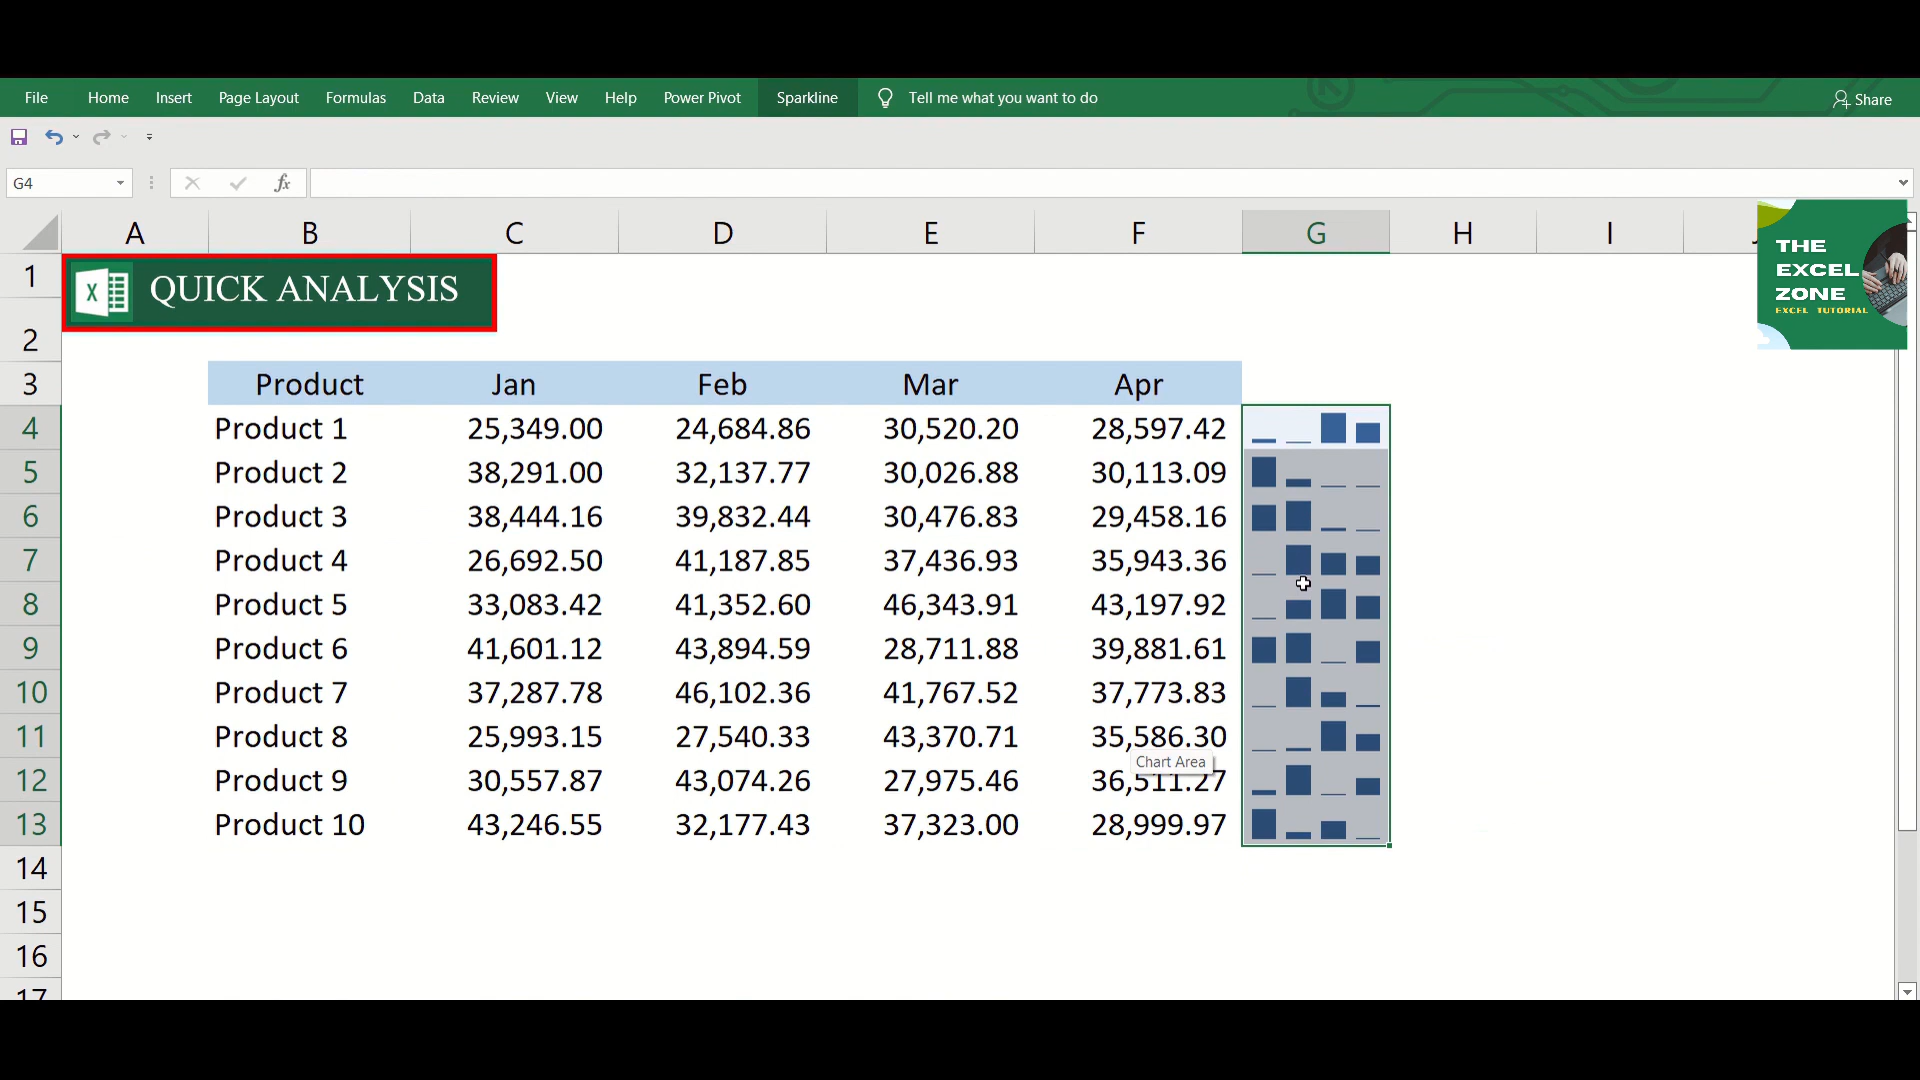 File Home Insert Page Layout Formulas Data Review View Help Power Pivot Sparkline Tell me what you want to do Share
G4 fx
A B C D E F G H I
THE
EXCEL
ZONE
EXCEL TUTORIAL
1 X QUICK ANALYSIS
2
3 Product Jan Feb Mar Apr
4 Product 1 25,349.00 24,684.86 30,520.20 28,597.42
5 Product 2 38,291.00 32,137.77 30,026.88 30,113.09
6 Product 3 38,444.16 39,832.44 30,476.83 29,458.16
7 Product 4 26,692.50 41,187.85 37,436.93 35,943.36
8 Product 5 33,083.42 41,352.60 46,343.91 43,197.92
9 Product 6 41,601.12 43,894.59 28,711.88 39,881.61
10 Product 7 37,287.78 46,102.36 41,767.52 37,773.83
11 Product 8 25,993.15 27,540.33 43,370.71 35,586.30
Chart Area
12 Product 9 30,557.87 43,074.26 27,975.46 36,511.27
13 Product 10 43,246.55 32,177.43 37,323.00 28,999.97
14
15
16
17